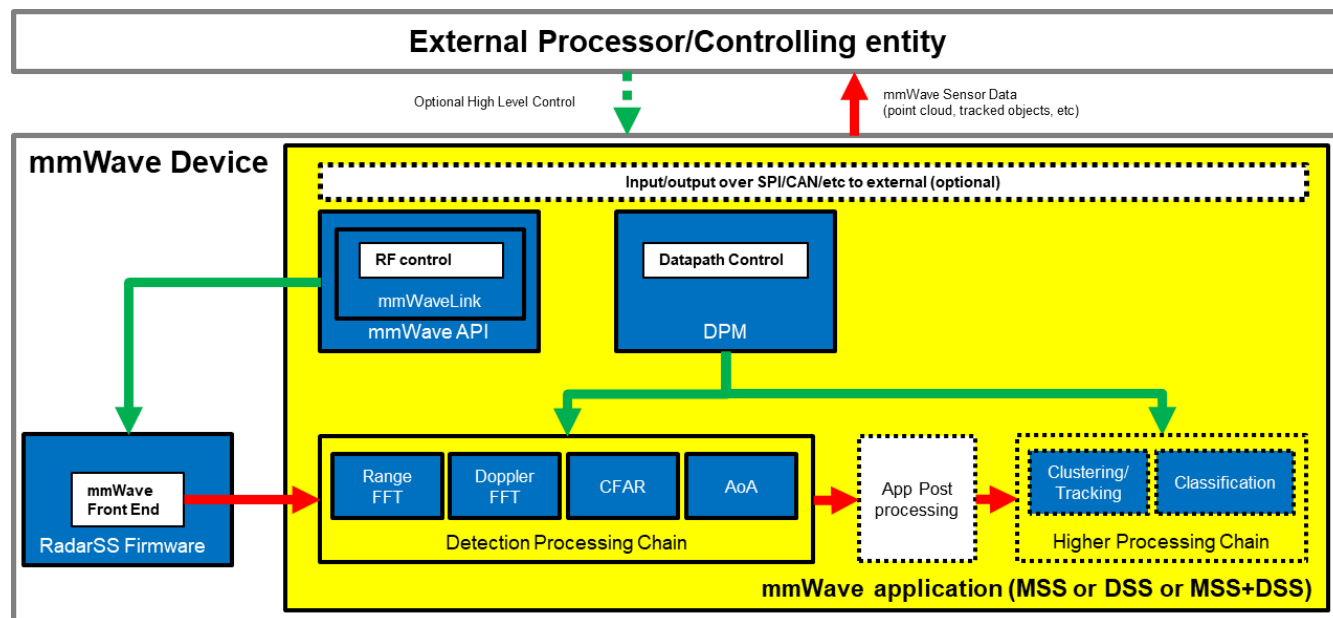 External Processor/Controlling entity
Optional High Level Control
mmWave Sensor Data
(point cloud, tracked objects, etc)
mmWave Device
Input/output over SPI/CAN/etc to external (optional)
RF control
mmWaveLink
mmWave API
Datapath Control
DPM
mmWave
Front End
RadarSS Firmware
Range
FFT
Doppler
FFT
CFAR
AoA
Detection Processing Chain
App Post
processing
Clustering/
Tracking
Classification
Higher Processing Chain
mmWave application (MSS or DSS or MSS+DSS)